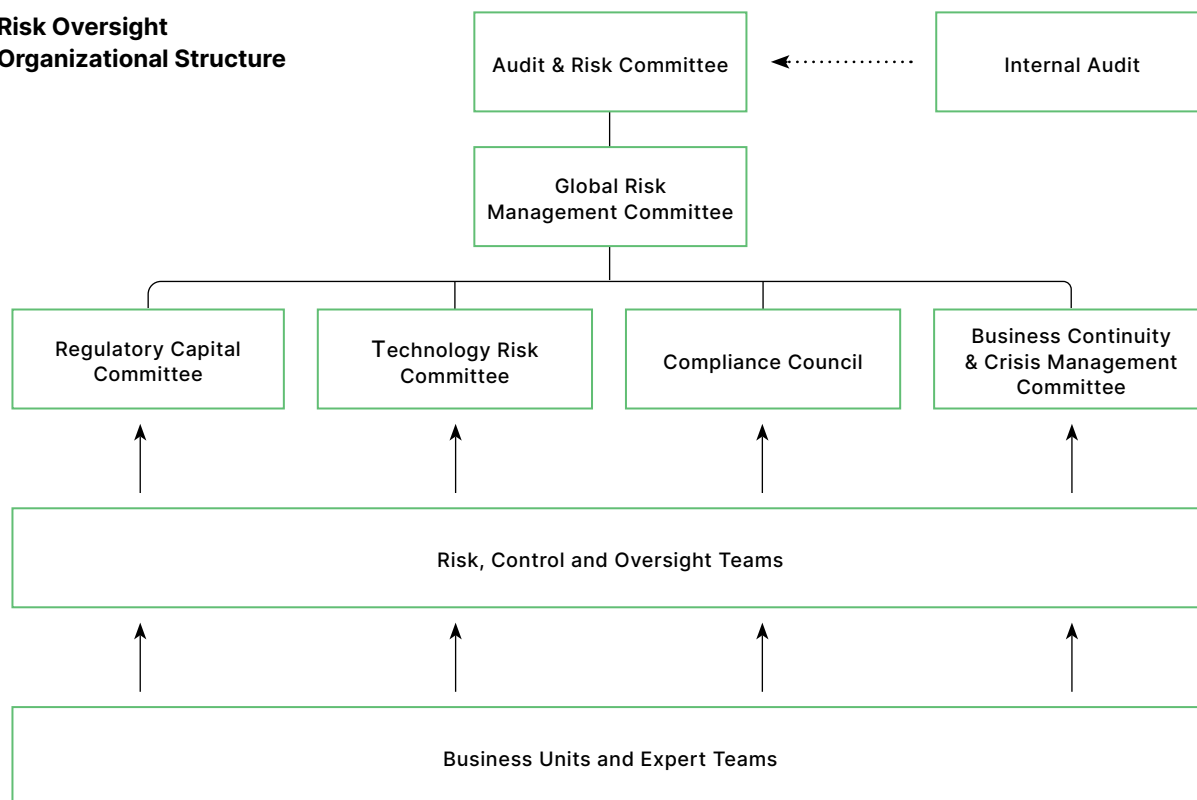 Risk Oversight
Organizational Structure
Audit & Risk Committee
Internal Audit
Global Risk
Management Committee
Regulatory Capital
Committee
Technology Risk
Committee
Compliance Council
Business Continuity
& Crisis Management
Committee
Risk, Control and Oversight Teams
Business Units and Expert Teams